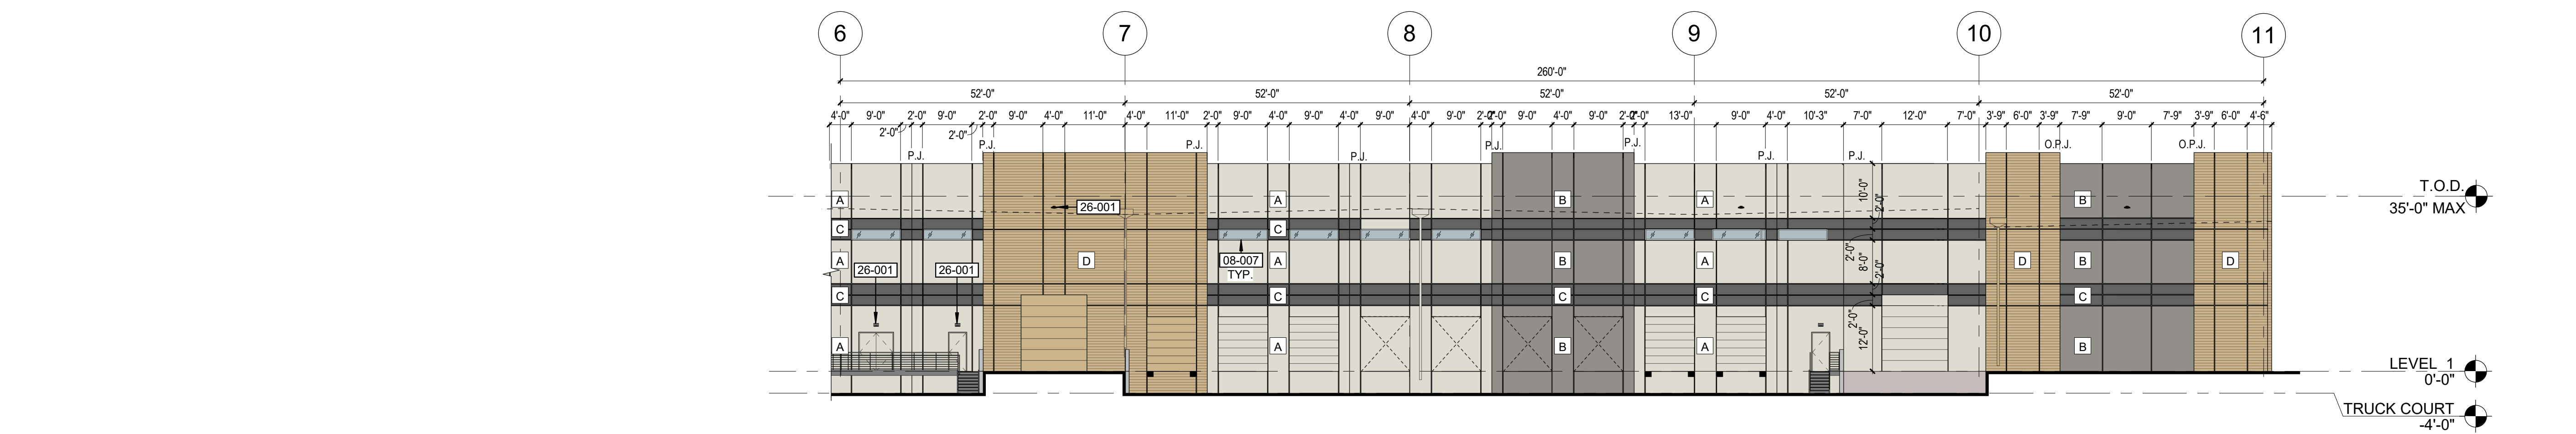 6 7 8 9 10 11
260'-0"
52'-0" 52'-0" 52'-0" 52'-0" 52'-0"
4'-0" 9'-0" 2'-0" 9'-0" 2'-0" 9'-0" 4'-0" 11'-0" 4'-0" 11'-0" 2'-0" 9'-0" 4'-0" 9'-0" 4'-0" 9'-0" 4'-0" 9'-0" 2'-0" 9'-0" 4'-0" 9'-0" 13'-0" 9'-0" 4'-0" 10'-3" 7'-0" 12'-0" 7'-0" 3'-9" 6'-0" 3'-9" 7'-9" 9'-0" 7'-9" 3'-9" 6'-0" 4'-6"
2'-0" 2'-0"
P.J. P.J. P.J. P.J. P.J. P.J. P.J. P.J. O.P.J. O.P.J.
T.O.D.
35'-0" MAX
A A B A B
10'-0" 2'-0"
26-001
C C
2'-0" 8'-0" 2'-0"
A D A B A D B D
26-001 26-001 08-007
TYP.
C C C C C
2'-0" 12'-0"
A A B A B
LEVEL 1
0'-0"
TRUCK COURT
-4'-0"